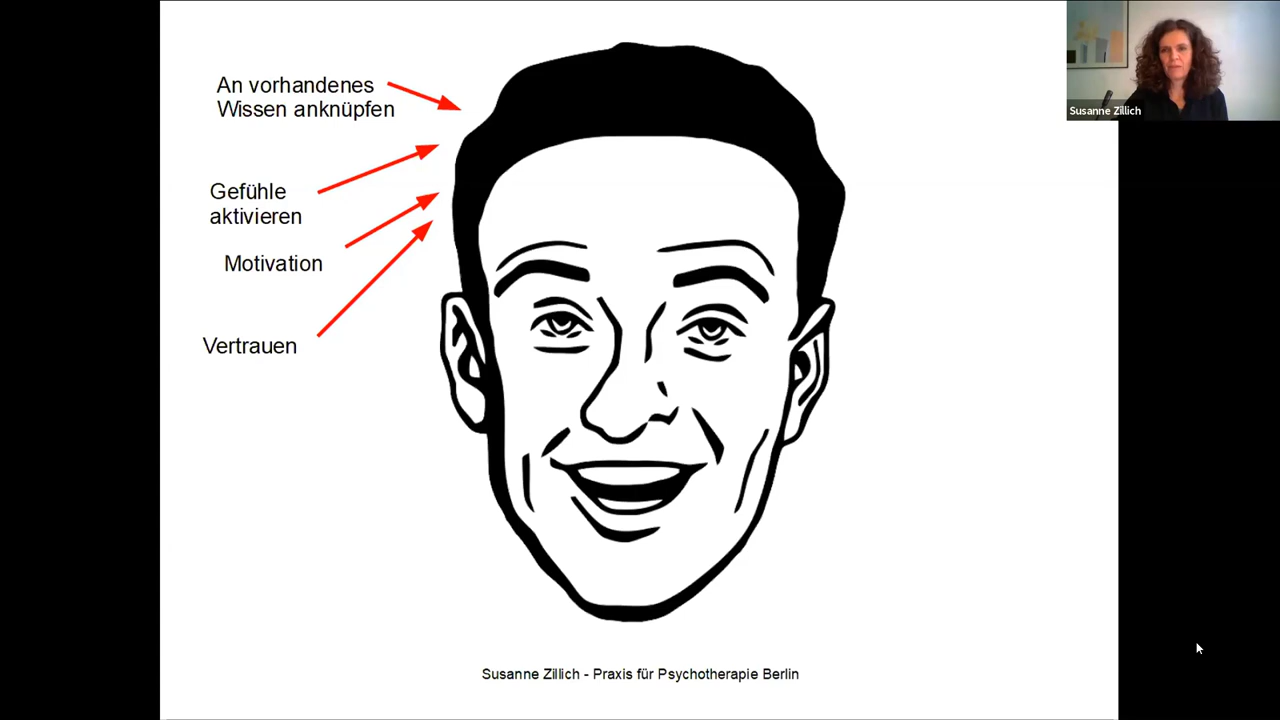 An vorhandenes
Wissen anknüpfen
Gefühle
aktivieren
Motivation
Vertrauen
Susanne Zillich - Praxis für Psychotherapie Berlin
Susanne Zillich